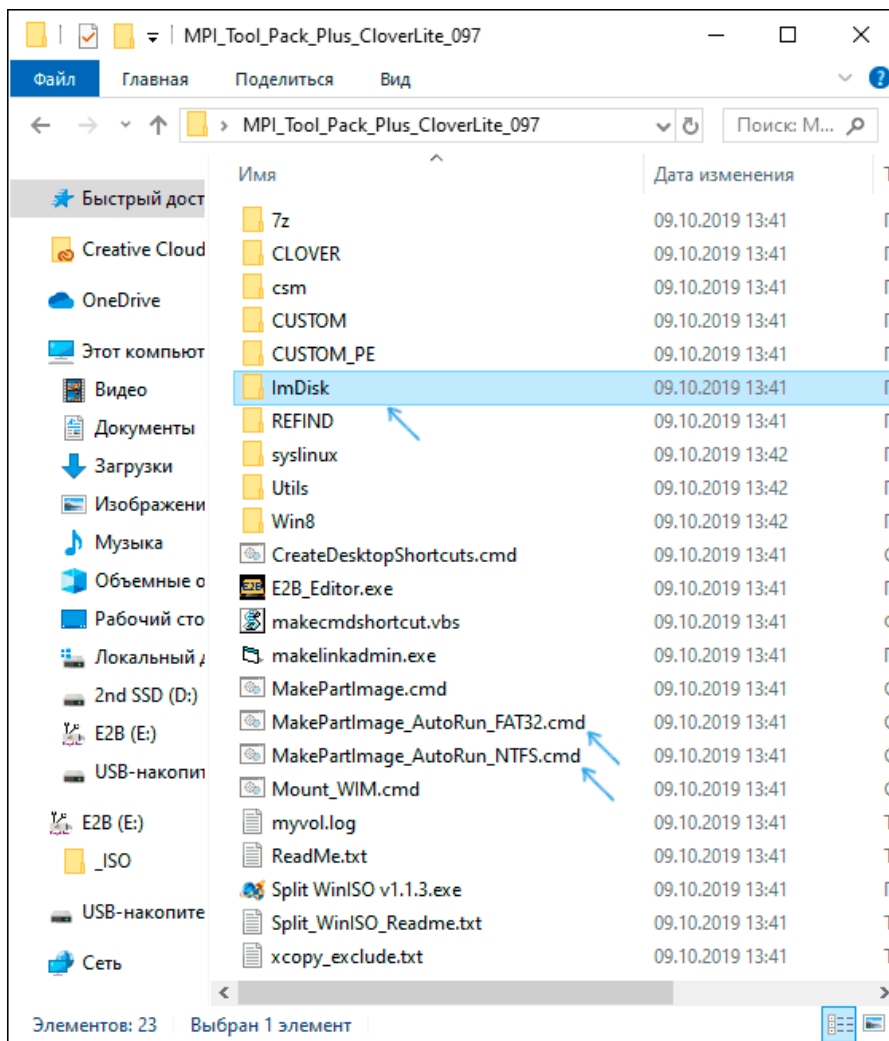 MPI_Tool_Pack_Plus_CloverLite_097
Файл Главная Поделиться Вид
MPI_Tool_Pack_Plus_CloverLite_097 Поиск: M...
Имя Дата изменения
Быстрый дост
Creative Cloud
OneDrive
Этот компьют
Видео
Документы
Загрузки
Изображени
Музыка
Объемные о
Рабочий сто
Локальный д
2nd SSD (D:)
E2B (E:)
USB-накопит
E2B (E:)
_ISO
USB-накопите
Сеть
7z 09.10.2019 13:41
CLOVER 09.10.2019 13:41
csm 09.10.2019 13:41
CUSTOM 09.10.2019 13:41
CUSTOM_PE 09.10.2019 13:41
ImDisk 09.10.2019 13:41
REFIND 09.10.2019 13:41
syslinux 09.10.2019 13:42
Utils 09.10.2019 13:42
Win8 09.10.2019 13:42
CreateDesktopShortcuts.cmd 09.10.2019 13:41
E2B_Editor.exe 09.10.2019 13:41
makecmdshortcut.vbs 09.10.2019 13:41
makelinkadmin.exe 09.10.2019 13:41
MakePartImage.cmd 09.10.2019 13:41
MakePartImage_AutoRun_FAT32.cmd 09.10.2019 13:41
MakePartImage_AutoRun_NTFS.cmd 09.10.2019 13:41
Mount_WIM.cmd 09.10.2019 13:41
myvol.log 09.10.2019 13:41
ReadMe.txt 09.10.2019 13:41
Split WinISO v1.1.3.exe 09.10.2019 13:41
Split_WinISO_Readme.txt 09.10.2019 13:41
xcopy_exclude.txt 09.10.2019 13:41
Элементов: 23 Выбран 1 элемент